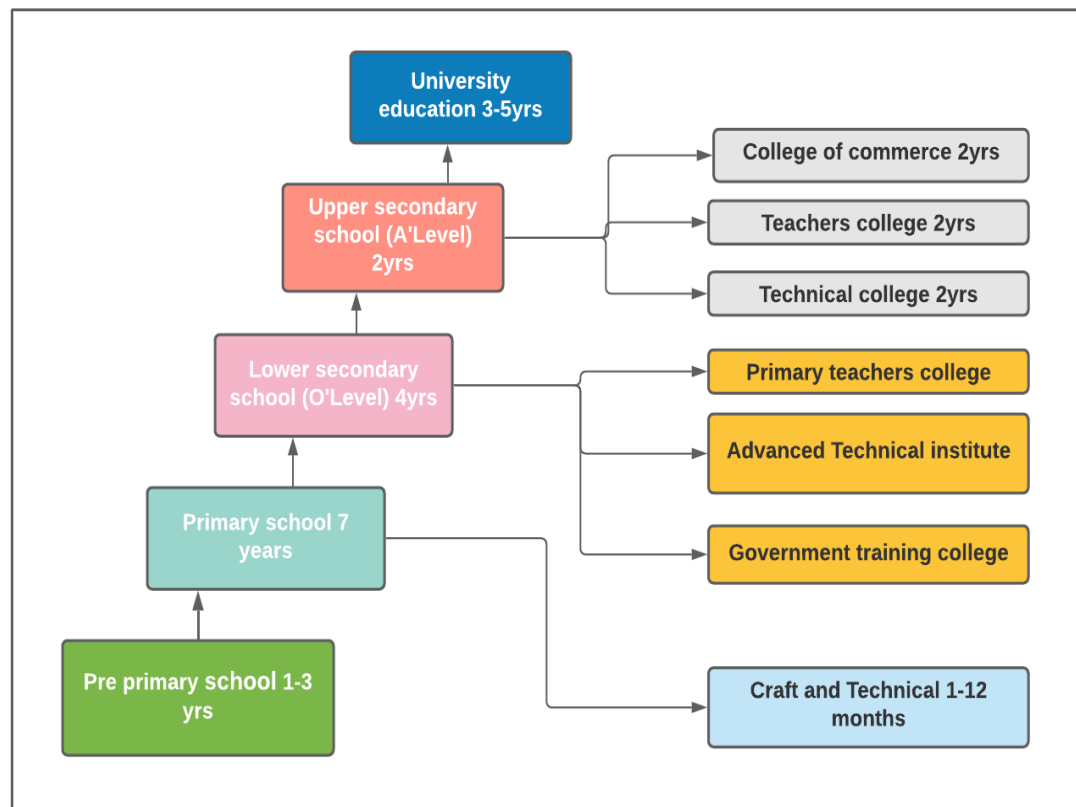 University
education 3-5yrs
College of commerce 2yrs
Upper secondary
school (A'Level)
2yrs
Teachers college 2yrs
Technical college 2yrs
Lower secondary
school (O'Level) 4yrs
Primary teachers college
Advanced Technical institute
Primary school 7
years
Government training college
Pre primary school 1-3
yrs
Craft and Technical 1-12
months